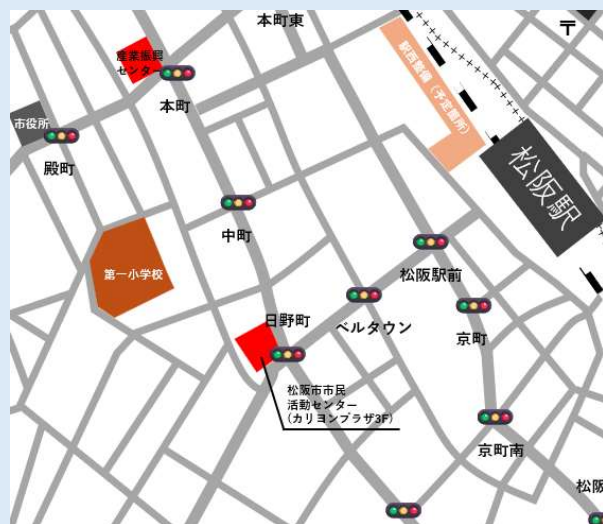 本町東
〒
産業振興
センター
本町
駅西整備(予定箇所)
市役所
殿町
松阪駅
中町
第一小学校
松阪駅前
日野町
ベルタウン
京町
松阪市市民
活動センター
(カリヨンプラザ3F)
京町南
松阪